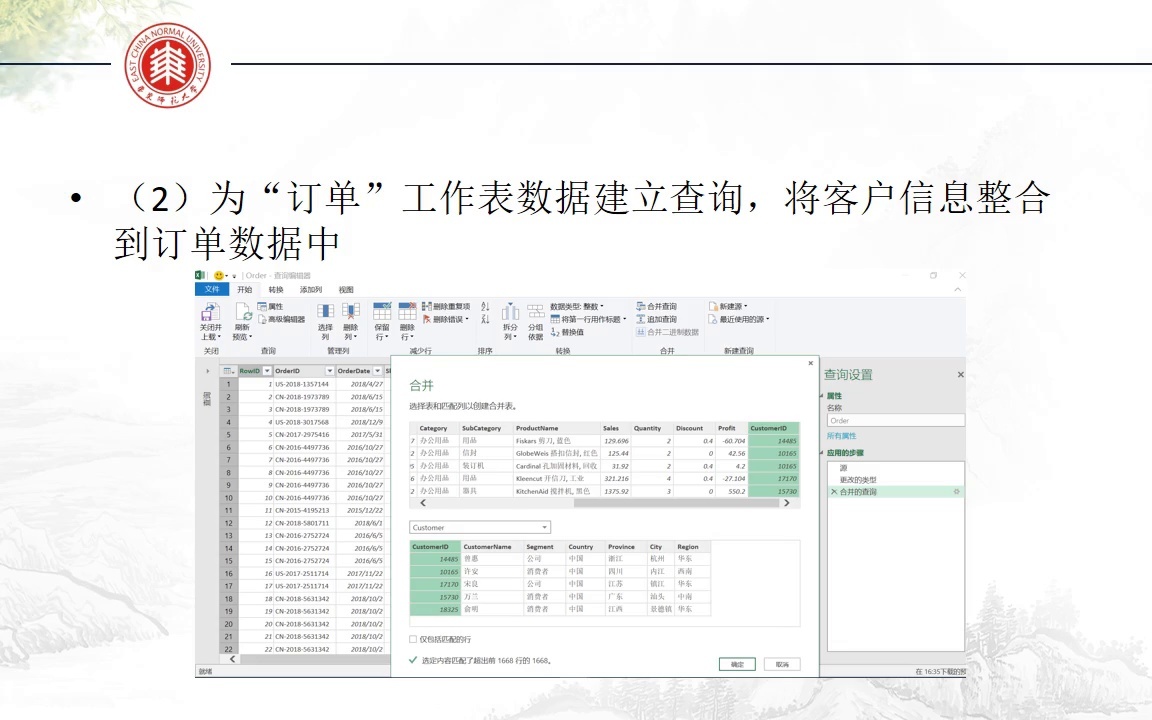 EAST CHINA NORMAL UNIVERSITY
• （2）为“订单”工作表数据建立查询，将客户信息整合
到订单数据中
Order - 查询编辑器
文件 开始 转换 添加列 视图
属性 删除重复项 数据类型: 整数 合并查询 新建源
高级编辑器 删除错误 将第一行用作标题 追加查询 最近使用的源
关闭并 刷新 选择 删除 保留 删除 拆分 分组 替换值 合并二进制数据
上载 预览 列 列 行 行 列 依据
关闭 查询 管理列 减少行 排序 转换 合并 新建查询
查询
RowID OrderID OrderDate
1 1 US-2018-1357144 2018/4/27
2 2 CN-2018-1973789 2018/6/15
3 3 CN-2018-1973789 2018/6/15
4 4 US-2018-3017568 2018/12/9
5 5 CN-2017-2975416 2017/5/31
6 6 CN-2016-4497736 2016/10/27
7 7 CN-2016-4497736 2016/10/27
8 8 CN-2016-4497736 2016/10/27
9 9 CN-2016-4497736 2016/10/27
10 10 CN-2016-4497736 2016/10/27
11 11 CN-2015-4195213 2015/12/22
12 12 CN-2018-5801711 2018/6/1
13 13 CN-2016-2752724 2016/6/5
14 14 CN-2016-2752724 2016/6/5
15 15 CN-2016-2752724 2016/6/5
16 16 US-2017-2511714 2017/11/22
17 17 US-2017-2511714 2017/11/22
18 18 CN-2018-5631342 2018/10/2
19 19 CN-2018-5631342 2018/10/2
20 20 CN-2018-5631342 2018/10/2
21 21 CN-2018-5631342 2018/10/2
22 22 CN-2018-5631342 2018/10/2
就绪
合并
选择表和匹配列以创建合并表。
Category SubCategory ProductName Sales Quantity Discount Profit CustomerID
办公用品 用品 Fiskars 剪刀, 蓝色 129.696 2 0.4 -60.704 14485
办公用品 信封 GlobeWeis 搭扣信封, 红色 125.44 2 0 42.56 10165
办公用品 装订机 Cardinal 孔加固材料, 回收 31.92 2 0.4 4.2 10165
办公用品 用品 Kleencut 开信刀, 工业 321.216 4 0.4 -27.104 17170
办公用品 器具 KitchenAid 搅拌机, 黑色 1375.92 3 0 550.2 15730
Customer
CustomerID CustomerName Segment Country Province City Region
14485 曾惠 公司 中国 浙江 杭州 华东
10165 许安 消费者 中国 四川 内江 西南
17170 宋良 公司 中国 江苏 镇江 华东
15730 万兰 消费者 中国 广东 汕头 中南
18325 俞明 消费者 中国 江西 景德镇 华东
仅包括匹配的行
选定内容匹配了超出前 1668 行的 1668。
确定 取消
查询设置
属性
名称
Order
所有属性
应用的步骤
源
更改的类型
合并的查询
在 16:35下载的预